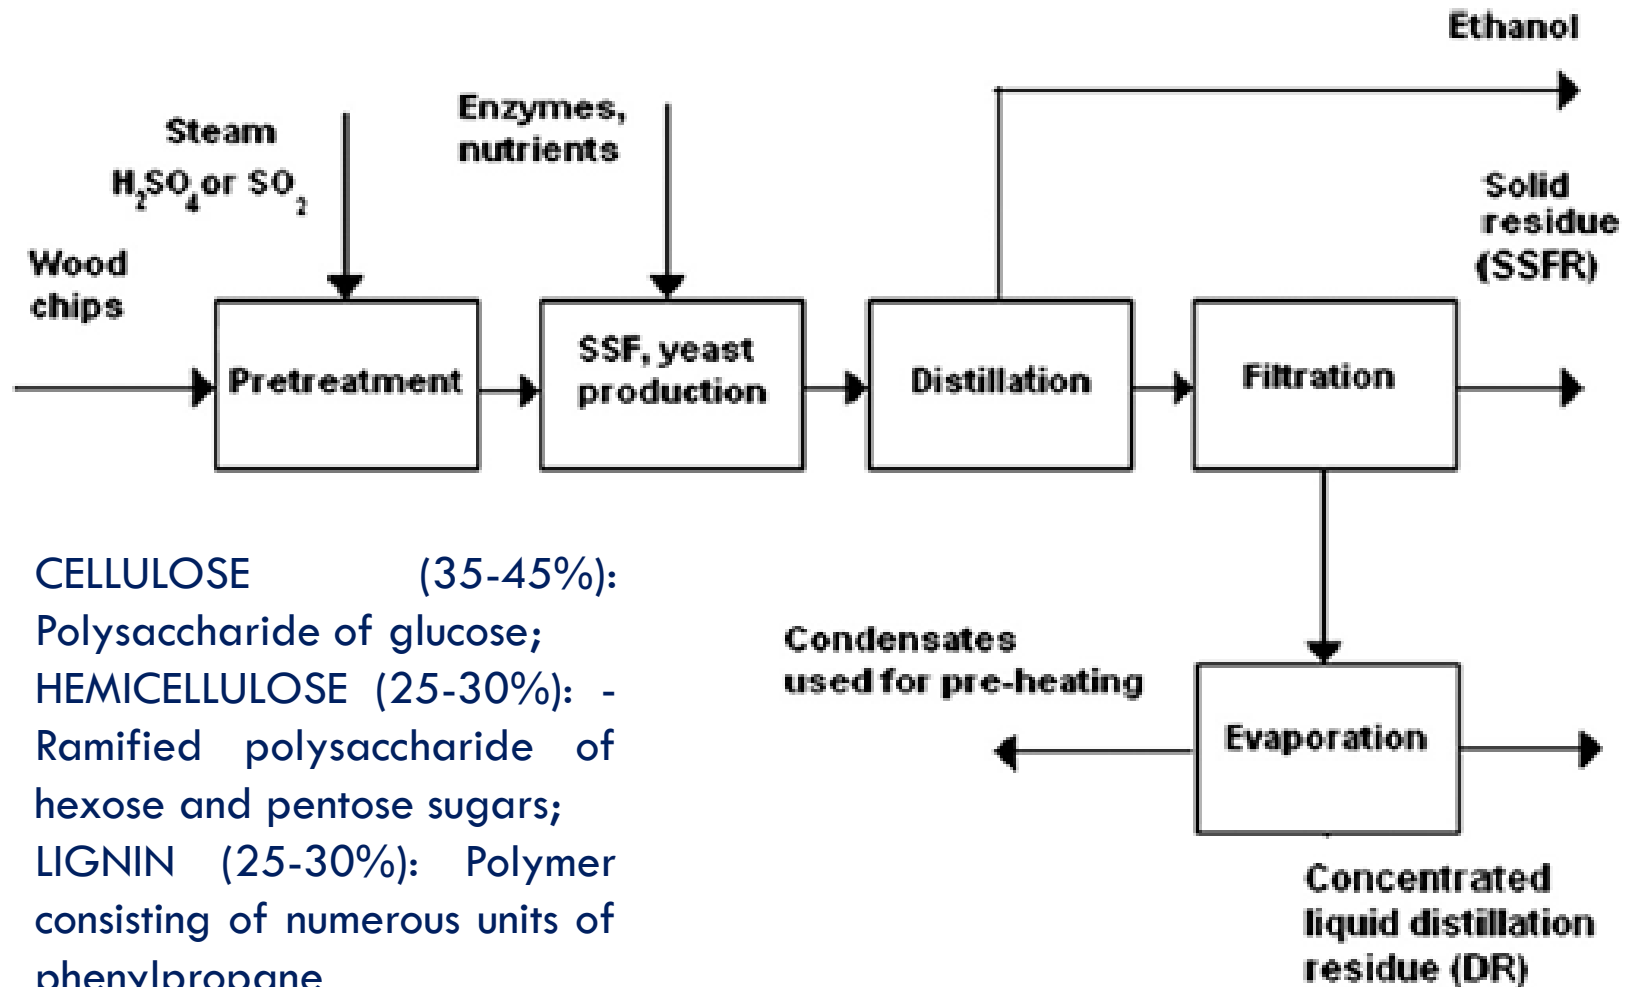 Ethanol
Steam
H₂SO₄ or SO₂
Enzymes,
nutrients
Solid
residue
(SSFR)
Wood
chips
Pretreatment
SSF, yeast
production
Distillation
Filtration
CELLULOSE (35-45%):
Polysaccharide of glucose;
HEMICELLULOSE (25-30%): -
Ramified polysaccharide of
hexose and pentose sugars;
LIGNIN (25-30%): Polymer
consisting of numerous units of
phenylpropane
Condensates
used for pre-heating
Evaporation
Concentrated
liquid distillation
residue (DR)